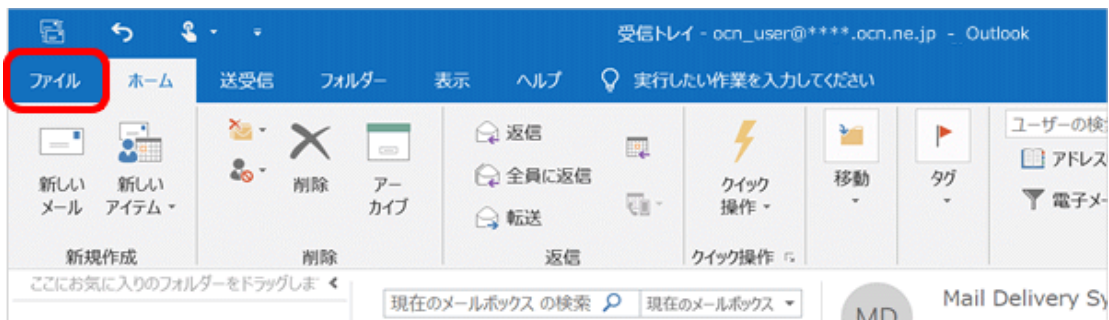 受信トレイ - ocn_user@****.ocn.ne.jp - Outlook
ファイル ホーム 送受信 フォルダー 表示 ヘルプ 実行したい作業を入力してください
新しい
メール
新しい
アイテム
新規作成
削除
アー
カイブ
削除
返信
全員に返信
転送
返信
クイック
操作
クイック操作
移動
タグ
ユーザーの検
アドレス
電子メー
ここにお気に入りのフォルダーをドラッグしま
現在のメールボックス の検索 現在のメールボックス
MD
Mail Delivery Sy